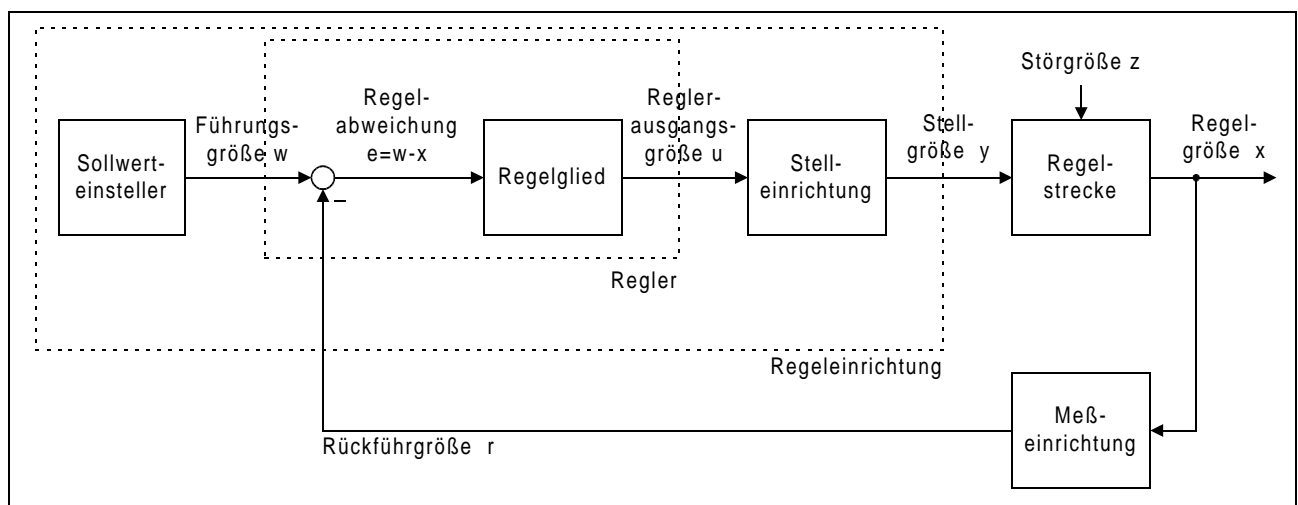 Störgröße z
Führungs-
größe w
Regel-
abweichung
e=w-x
Regler-
ausgangs-
größe u
Stell-
größe y
Regel-
größe x
Sollwert-
einsteller
Regelglied
Stell-
einrichtung
Regel-
strecke
–
Regler
Regeleinrichtung
Meß-
einrichtung
Rückführgröße r